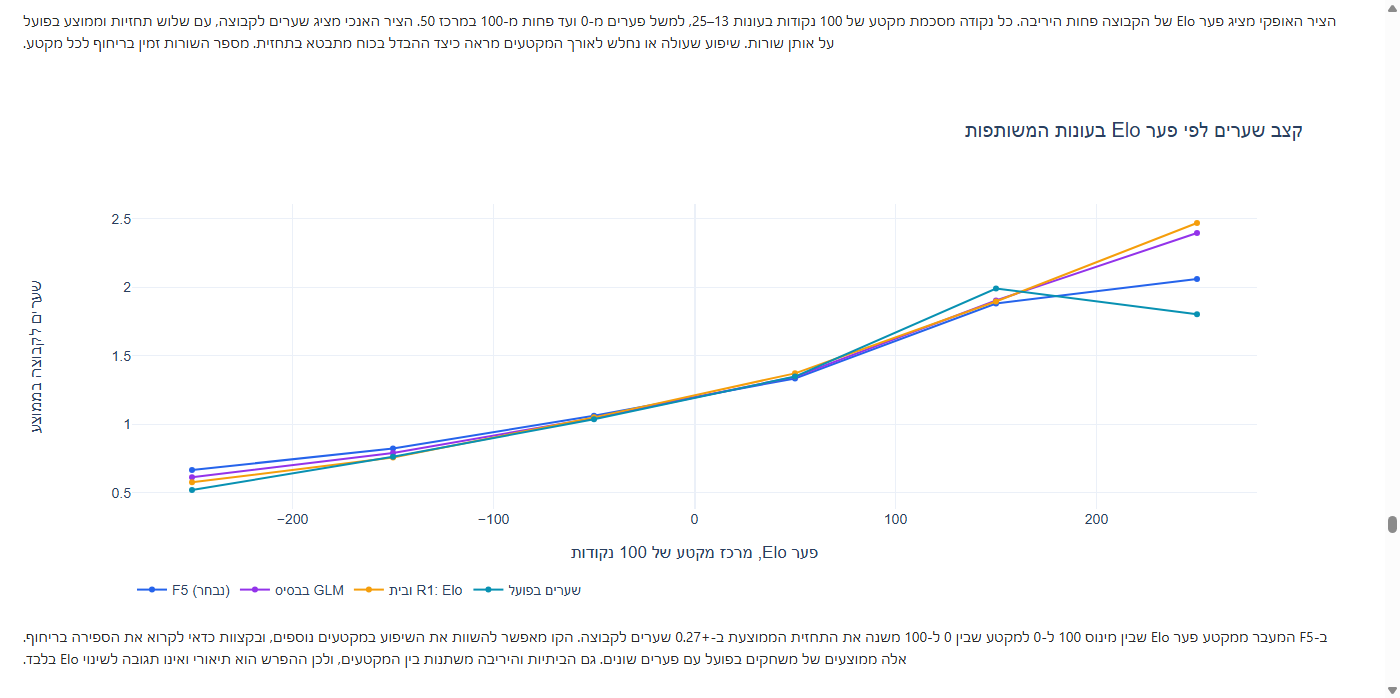 הציר האופקי מציג פער Elo של הקבוצה פחות היריבה. כל נקודה מסכמת מקטע של 100 נקודות בעונות 13–25, למשל פערים מ-0 ועד פחות מ-100 במרכז 50. הציר האנכי מציג שערים לקבוצה, עם שלוש תחזיות וממוצע בפועל
על אותן שורות. שיפוע שעולה או נחלש לאורך המקטעים מראה כיצד ההבדל בכוח מתבטא בתחזית. מספר השורות זמין בריחוף לכל מקטע.
קצב שערים לפי פער Elo בעונות המשותפות
שערים לקבוצה בממוצע
2.5
2
1.5
1
0.5
−200
−100
0
100
200
פער Elo, מרכז מקטע של 100 נקודות
F5 (נבחר)
GLM בבסיס
R1: Elo ובית
שערים בפועל
ב-F5 המעבר ממקטע פער Elo שבין מינוס 100 ל-0 למקטע שבין 0 ל-100 משנה את התחזית הממוצעת ב-+0.27 שערים לקבוצה. הקו מאפשר להשוות את השיפוע במקטעים נוספים, ובקצוות כדאי לקרוא את הספירה בריחוף.
אלה ממוצעים של משחקים בפועל עם פערים שונים. גם הביתיות והיריבה משתנות בין המקטעים, ולכן ההפרש הוא תיאורי ואינו תגובה לשינוי Elo בלבד.